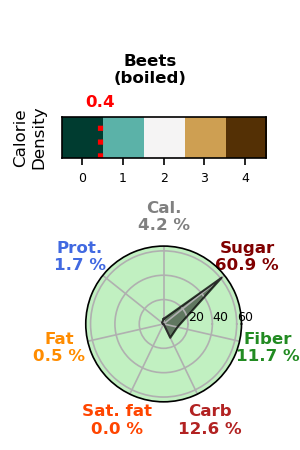 Beets
(boiled)
0.4
Calorie
Density
0 1 2 3 4
Cal.
4.2 %
Prot.
1.7 %
Sugar
60.9 %
20 40 60
Fat
0.5 %
Fiber
11.7 %
Sat. fat
0.0 %
Carb
12.6 %